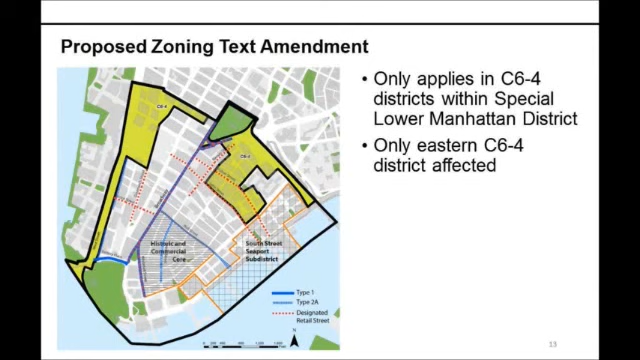 Proposed Zoning Text Amendment
C6-4
C6-4
Historic and
Commercial
Core
South Street
Seaport
Subdistrict
Type 1
Type 2A
Designated
Retail Street
N
• Only applies in C6-4
districts within Special
Lower Manhattan District
• Only eastern C6-4
district affected
13